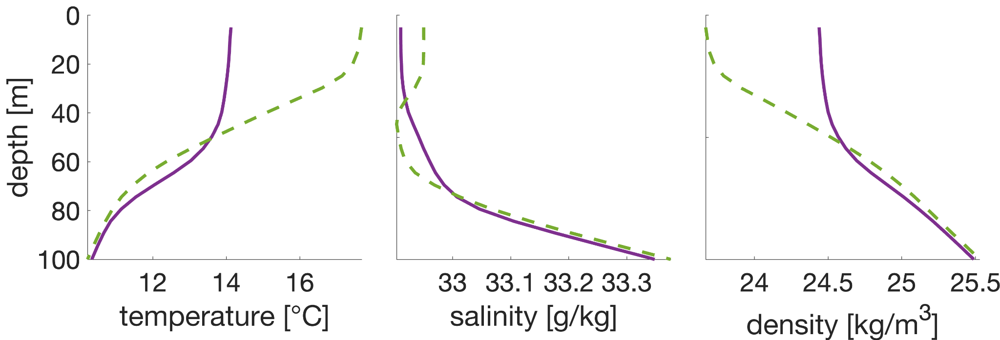 0
20
40
60
80
100
depth [m]
12 14 16
temperature [°C]
33 33.1 33.2 33.3
salinity [g/kg]
24 24.5 25 25.5
density [kg/m³]